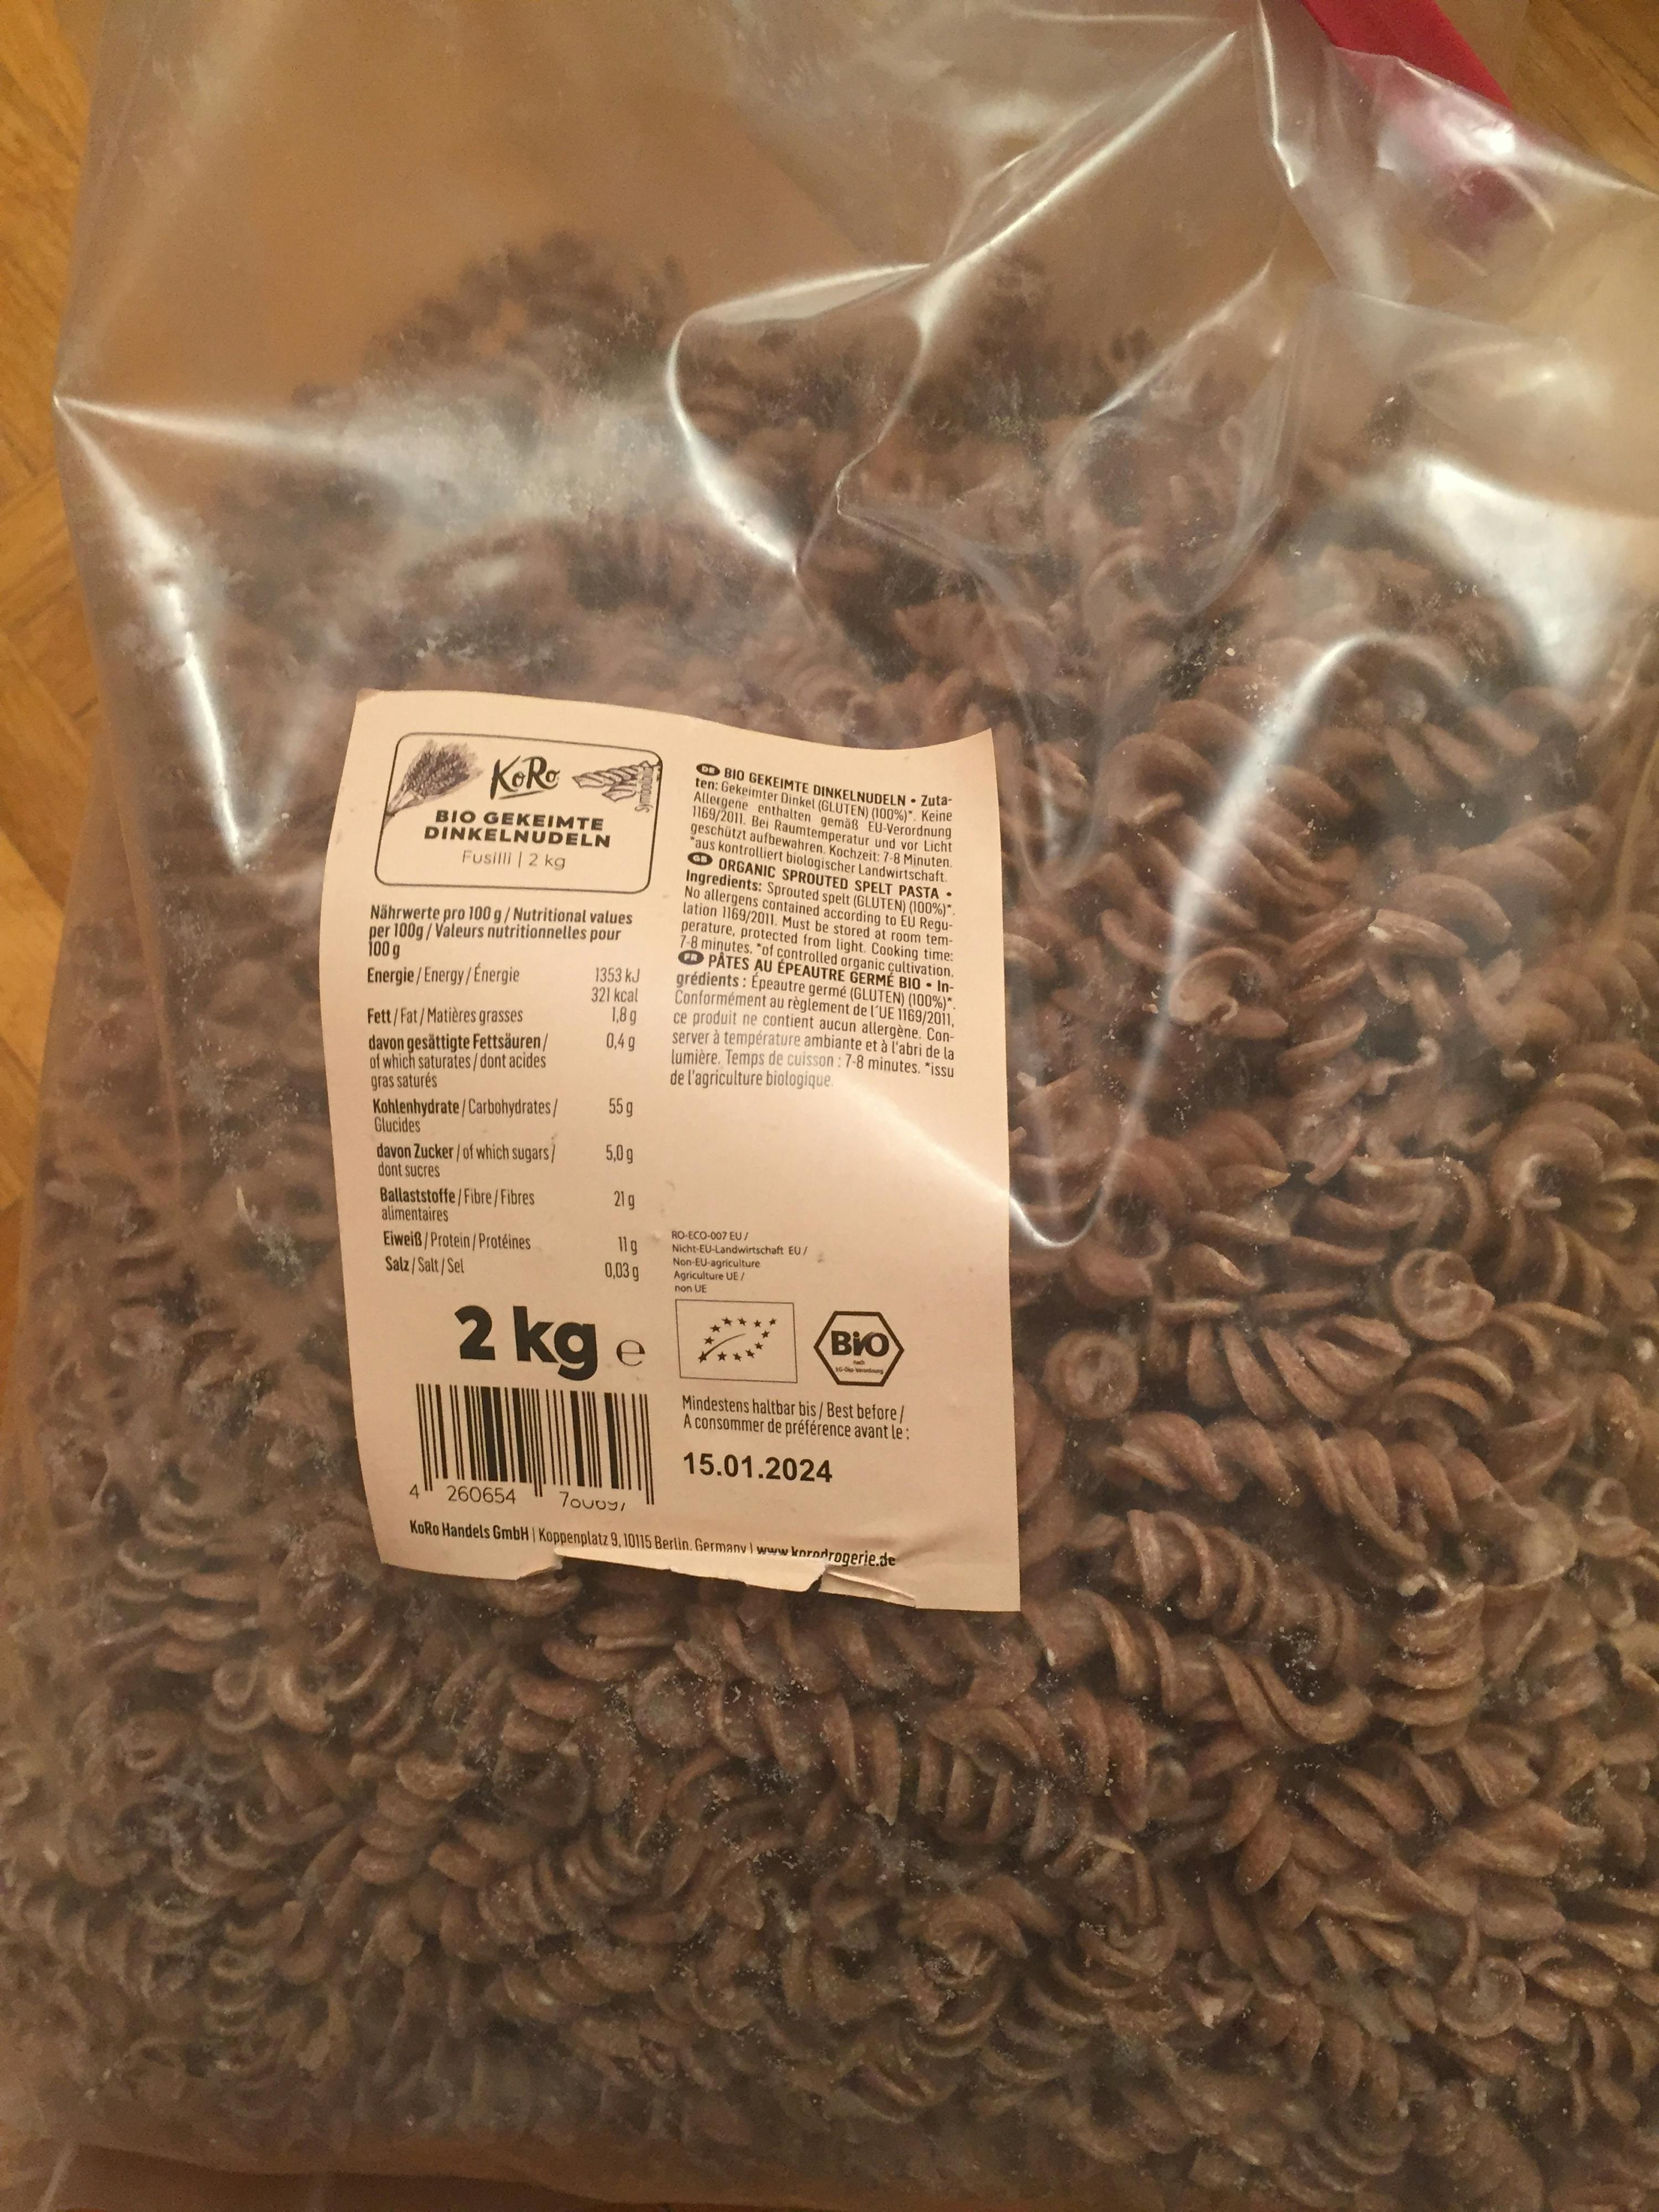 KoRo
Symbolbild
BIO GEKEIMTE
DINKELNUDELN
Fusilli | 2 kg
Nährwerte pro 100 g / Nutritional values
per 100g / Valeurs nutritionnelles pour
100 g
Energie / Energy / Énergie 1353 kJ
321 kcal
Fett / Fat / Matières grasses 1,8 g
davon gesättigte Fettsäuren / 0,4 g
of which saturates / dont acides
gras saturés
Kohlenhydrate / Carbohydrates / 55 g
Glucides
davon Zucker / of which sugars / 5,0 g
dont sucres
Ballaststoffe / Fibre / Fibres 21 g
alimentaires
Eiweiß / Protein / Protéines 11 g
Salz / Salt / Sel 0,03 g
2 kg e
4 260654
KoRo Handels GmbH | Koppenplatz 9, 10115 Berlin, Germany | www.korodrogerie.de
DE BIO GEKEIMTE DINKELNUDELN • Zuta-
ten: Gekeimter Dinkel (GLUTEN) (100%)*. Keine
Allergene enthalten gemäß EU-Verordnung
1169/2011. Bei Raumtemperatur und vor Licht
geschützt aufbewahren. Kochzeit: 7-8 Minuten.
*aus kontrolliert biologischer Landwirtschaft.
GB ORGANIC SPROUTED SPELT PASTA •
Ingredients: Sprouted spelt (GLUTEN) (100%)*.
No allergens contained according to EU Regu-
lation 1169/2011. Must be stored at room tem-
perature, protected from light. Cooking time:
7-8 minutes. *of controlled organic cultivation.
FR PÂTES AU ÉPEAUTRE GERMÉ BIO • In-
grédients : Épeautre germé (GLUTEN) (100%)*.
Conformément au règlement de l´UE 1169/2011,
ce produit ne contient aucun allergène. Con-
server à température ambiante et à l'abri de la
lumière. Temps de cuisson : 7-8 minutes. *issu
de l'agriculture biologique.
RO-ECO-007 EU /
Nicht-EU-Landwirtschaft EU /
Non-EU-agriculture
Agriculture UE /
non UE
BiO
nach
EG-Öko-Verordnung
Mindestens haltbar bis / Best before /
A consommer de préférence avant le :
15.01.2024